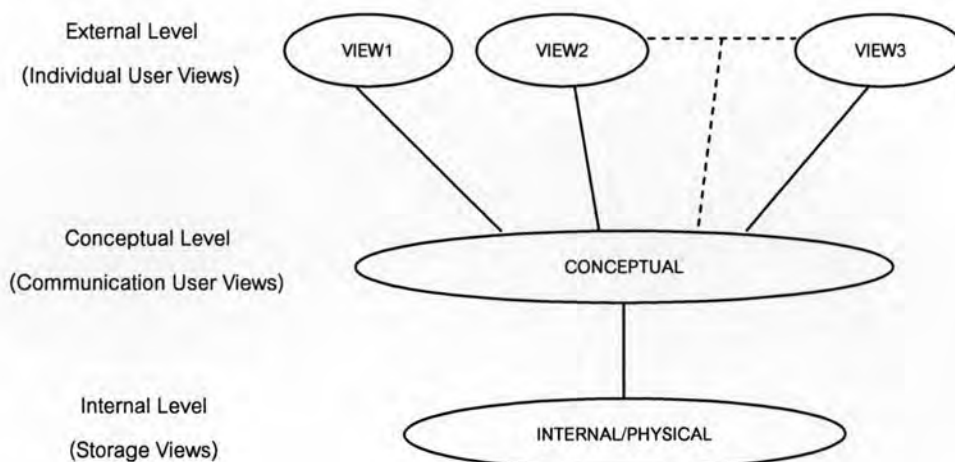 External Level
(Individual User Views)
VIEW1
VIEW2
VIEW3
Conceptual Level
(Communication User Views)
CONCEPTUAL
Internal Level
(Storage Views)
INTERNAL/PHYSICAL